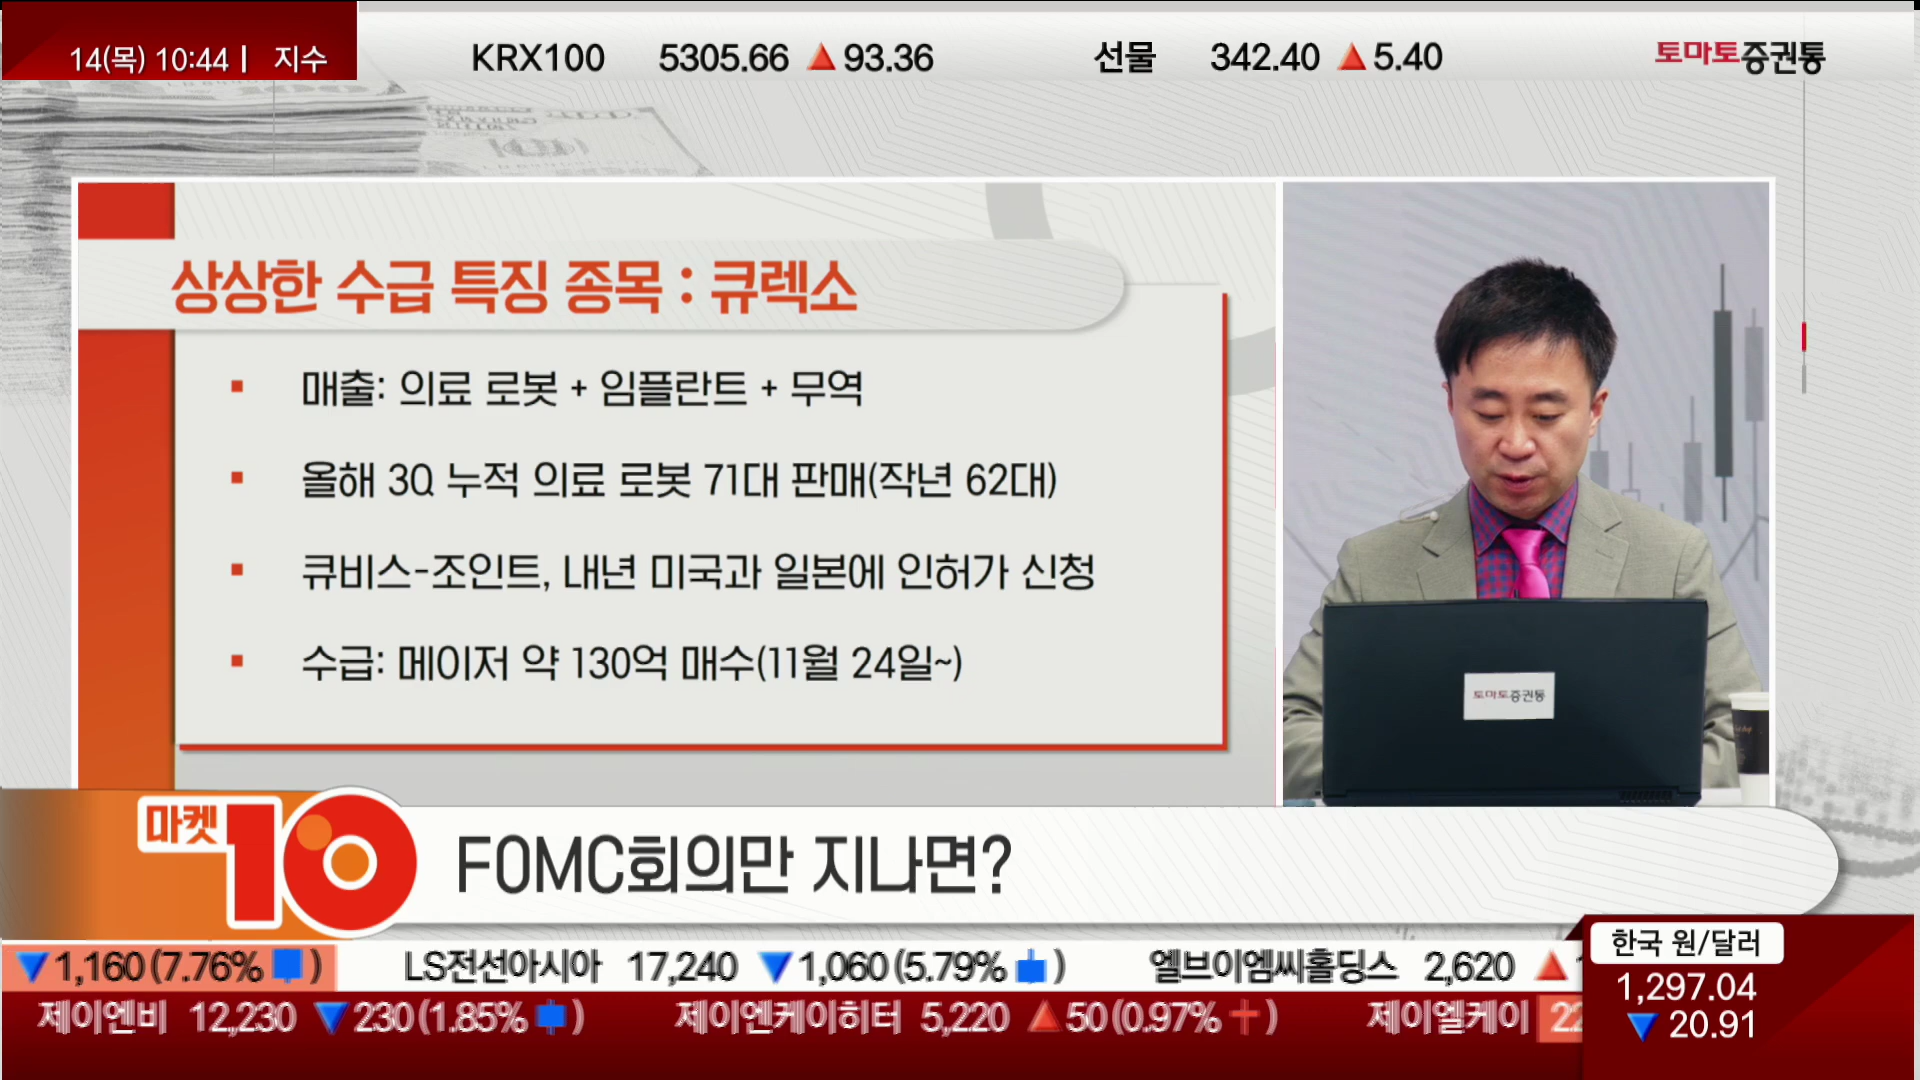 14(목) 10:44 | 지수 KRX100 5305.66 ▲ 93.36 선물 342.40 ▲ 5.40 토마토증권통
상상한 수급 특징 종목 : 큐렉소
▪ 매출: 의료 로봇 + 임플란트 + 무역
▪ 올해 3Q 누적 의료 로봇 71대 판매(작년 62대)
▪ 큐비스-조인트, 내년 미국과 일본에 인허가 신청
▪ 수급: 메이저 약 130억 매수(11월 24일~)
토마토증권통
마켓10
FOMC회의만 지나면?
▼1,160(7.76% ) LS전선아시아 17,240 ▼1,060(5.79% ) 엘브이엠씨홀딩스 2,620 ▲
제이엔비 12,230 ▼230(1.85% ) 제이엔케이히터 5,220 ▲50(0.97% ) 제이엘케이 22
한국 원/달러
1,297.04
▼ 20.91